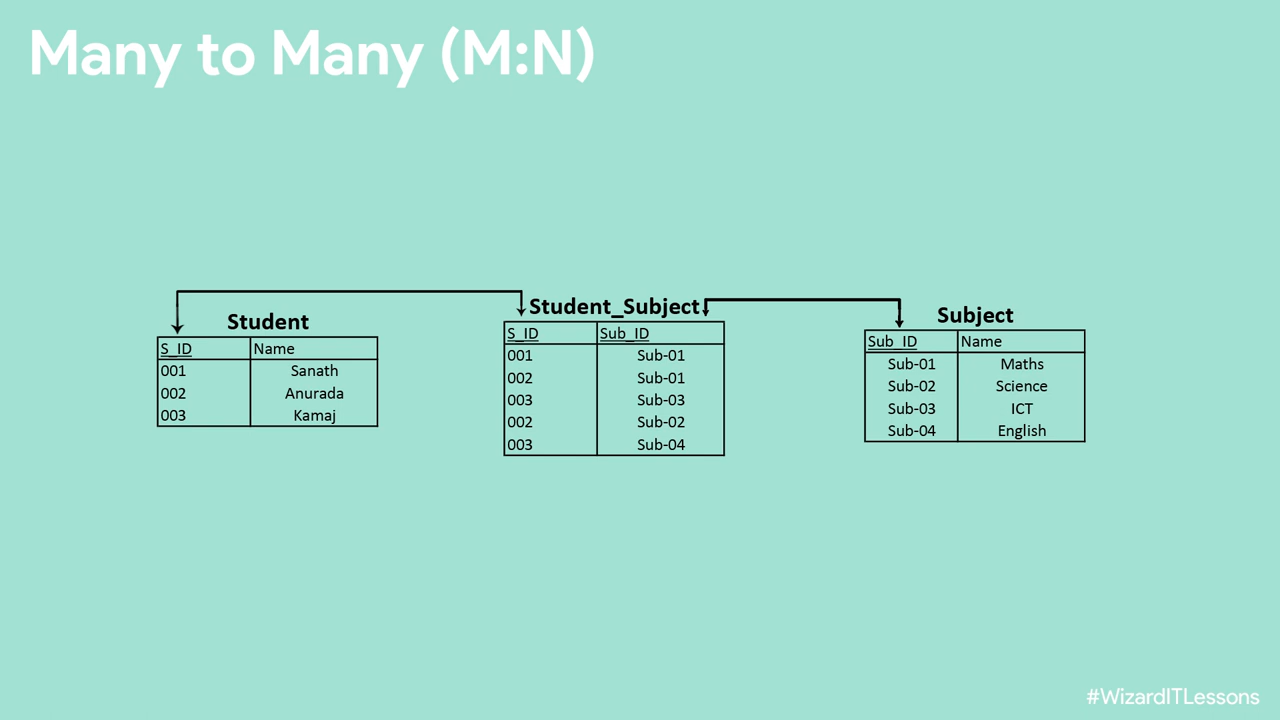 Many to Many (M:N)
Student
S_ID Name
001 Sanath
002 Anurada
003 Kamaj
Student_Subject
S_ID Sub_ID
001 Sub-01
002 Sub-01
003 Sub-03
002 Sub-02
003 Sub-04
Subject
Sub_ID Name
Sub-01 Maths
Sub-02 Science
Sub-03 ICT
Sub-04 English
#WizardITLessons